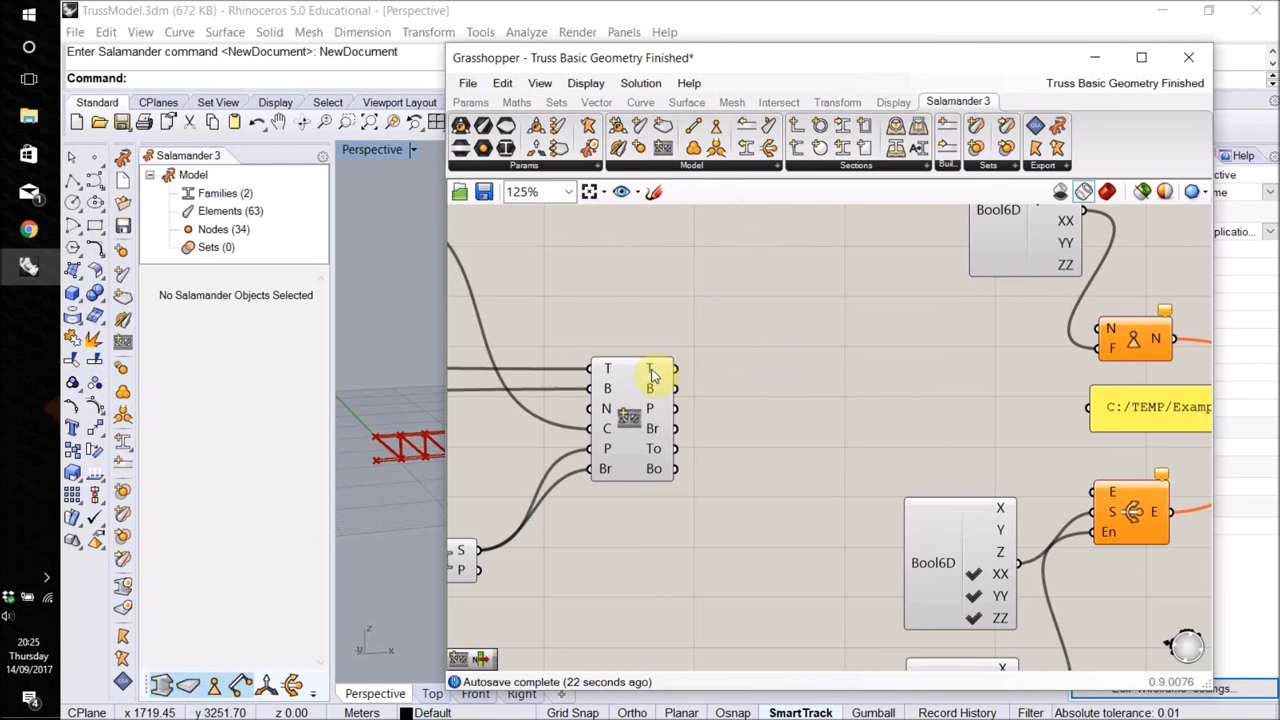 TrussModel.3dm (672 KB) - Rhinoceros 5.0 Educational - [Perspective]
File Edit View Curve Surface Solid Mesh Dimension Transform Tools Analyze Render Panels Help
Enter Salamander command <NewDocument>: NewDocument
Command:
Standard CPlanes Set View Display Select Viewport Layout
Grasshopper - Truss Basic Geometry Finished*
File Edit View Display Solution Help
Truss Basic Geometry Finished
Params Maths Sets Vector Curve Surface Mesh Intersect Transform Display Salamander 3
Params Model Sections Buil... Sets Export
125%
Salamander 3
Model
Families (2)
Elements (63)
Nodes (34)
Sets (0)
No Salamander Objects Selected
Perspective
Help
Bool6D
XX
YY
ZZ
N N
F
T T
B B
N P
C Br
P To
Br Bo
C:/TEMP/Examp
E
S E
En
Bool6D
X
Y
Z
XX
YY
ZZ
S
P
X
N
z
y x
20:25
Thursday
14/09/2017
Autosave complete (22 seconds ago)
0.9.0076
Perspective Top Front Right
CPlane x 1719.45 y 3251.70 z 0.00 Meters Default Grid Snap Ortho Planar Osnap SmartTrack Gumball Record History Filter Absolute tolerance: 0.01